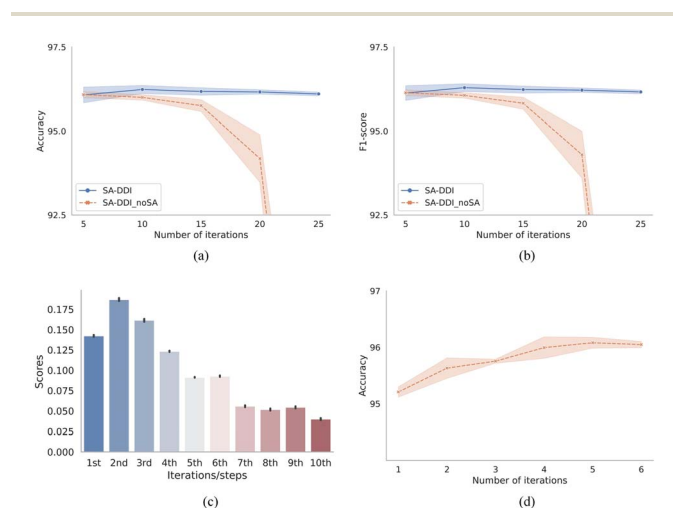 97.5
95.0
92.5
Accuracy
SA-DDI
SA-DDI_noSA
5 10 15 20 25
Number of iterations
(a)
97.5
95.0
92.5
F1-score
SA-DDI
SA-DDI_noSA
5 10 15 20 25
Number of iterations
(b)
0.175
0.150
0.125
0.100
0.075
0.050
0.025
0.000
Scores
1st 2nd 3rd 4th 5th 6th 7th 8th 9th 10th
Iterations/steps
(c)
97
96
95
Accuracy
1 2 3 4 5 6
Number of iterations
(d)